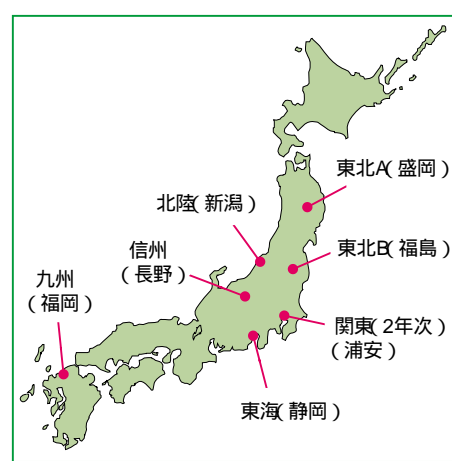 東北A(盛岡)
北陸(新潟)
信州
(長野)
東北B(福島)
九州
(福岡)
関東(2年次)
(浦安)
東海(静岡)